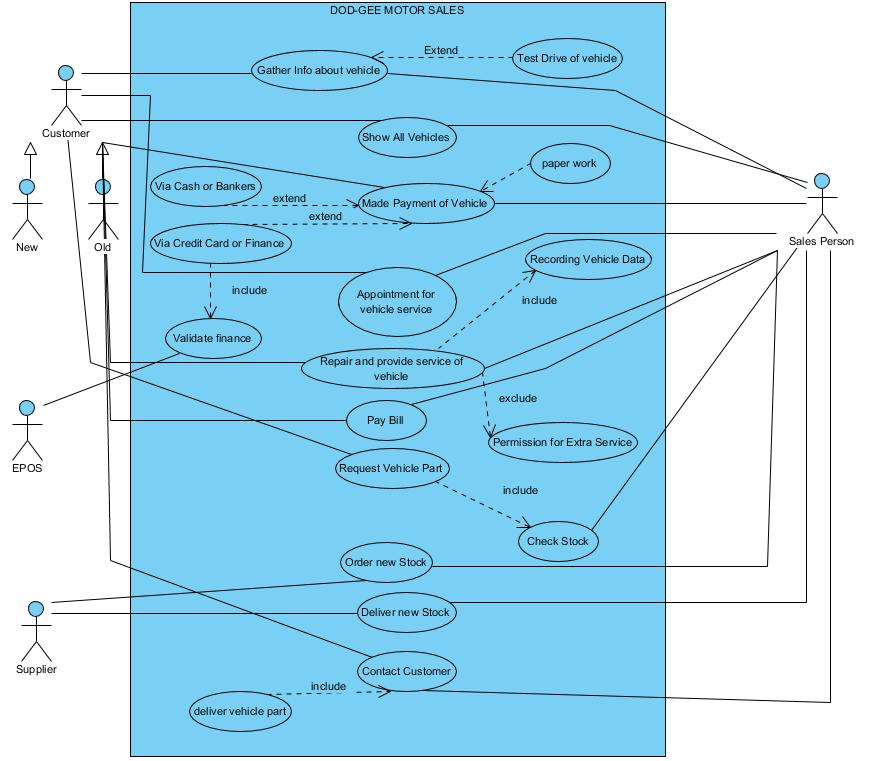 DOD-GEE MOTOR SALES
Extend
Test Drive of vehicle
Gather Info about vehicle
Customer
Show All Vehicles
paper work
Via Cash or Bankers
extend
Made Payment of Vehicle
extend
New
Old
Via Credit Card or Finance
Sales Person
Recording Vehicle Data
include
Appointment for
vehicle service
include
Validate finance
Repair and provide service of
vehicle
exclude
Pay Bill
Permission for Extra Service
EPOS
Request Vehicle Part
include
Check Stock
Order new Stock
Deliver new Stock
Supplier
Contact Customer
include
deliver vehicle part